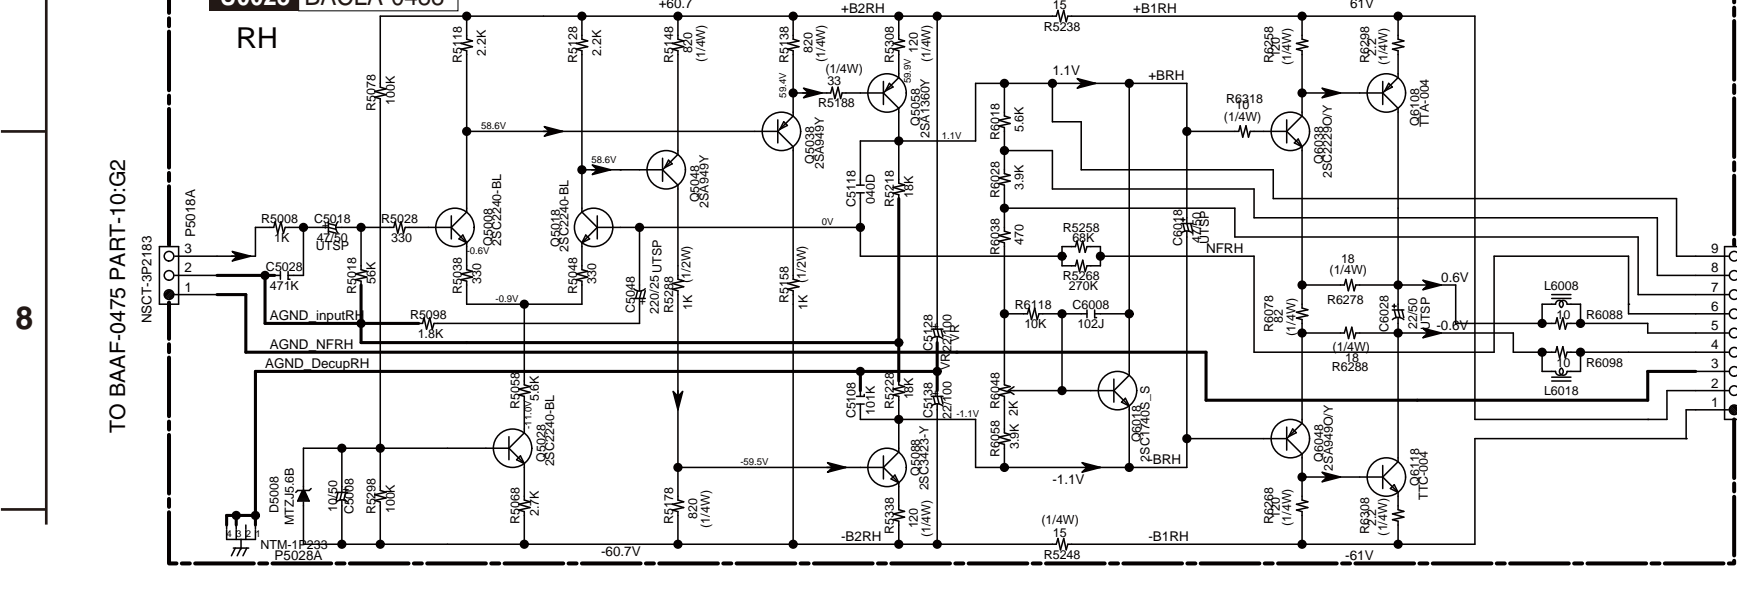 BACLA-0488
RH
8
TO BAAF-0475 PART-10:G2
NSCT-3P2183
P5018A
3
2
1
R5008
1K
C5018
47/50
UTSP
R5028
330
C5028
471K
R5018
56K
R5078
100K
R5118
2.2K
R5128
2.2K
+60.7
R5148
820
(1/4W)
R5138
820
(1/4W)
+B2RH
R5308
120
(1/4W)
15
R5238
+B1RH
61V
58.6V
58.6V
59.4V
(1/4W)
33
R5188
59.9V
Q5058
2SA1360Y
Q5038
2SA949Y
Q5048
2SA949Y
Q5008
2SC2240-BL
Q5018
2SC2240-BL
-0.6V
R5038
330
R5048
330
-0.9V
C5048
220/25 UTSP
R5288
1K
(1/2W)
R5158
1K
(1/2W)
0V
C5118
040D
R5218
18K
1.1V
AGND_inputRH
R5098
1.8K
AGND_NFRH
AGND_DecupRH
R5058
5.6K
-11.0V
Q5028
2SC2240-BL
R5068
2.7K
D5008
MTZJ5.6B
10/50
C5008
R5298
100K
4 3 2 1
NTM-1P233
P5028A
-60.7V
-59.5V
R5178
820
(1/4W)
C5108
101K
R5228
18K
C5128
VR22/100
VR
C5138
22/100
-1.1V
Q5088
2SC3423-Y
R5338
120
(1/4W)
-B2RH
(1/4W)
15
R5248
-B1RH
-61V
1.1V
+BRH
R6018
5.6K
R6028
3.9K
R6038
470
R5258
68K
R5268
270K
NFRH
R6118
10K
C6008
102J
R6048
2K
R6058
3.9K
Q6018
2SC1740S_S
-BRH
-1.1V
C6018
47/50
UTSP
R6318
10
(1/4W)
R6258
120
(1/4W)
R6298
2.2
(1/4W)
Q6038
2SC2229O/Y
Q6108
TTA-004
18
(1/4W)
R6278
0.6V
R6078
82
(1/4W)
C6028
22/50
UTSP
-0.6V
(1/4W)
18
R6288
Q6048
2SA949O/Y
Q6118
TTC-004
R6268
120
(1/4W)
R6308
2.2
(1/4W)
L6008
10
R6088
10
R6098
L6018
9
8
7
6
5
4
3
2
1